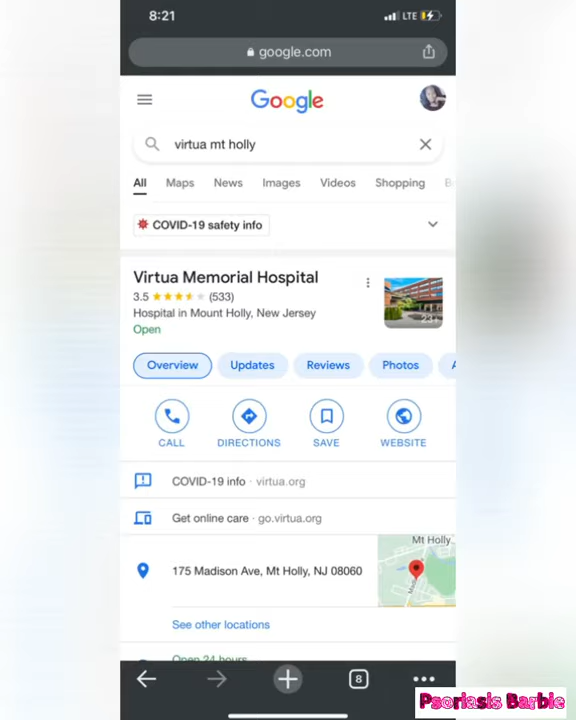 8:21
LTE
google.com
Google
virtua mt holly
All Maps News Images Videos Shopping
COVID-19 safety info
Virtua Memorial Hospital
3.5 (533)
Hospital in Mount Holly, New Jersey
Open
23+
Overview Updates Reviews Photos
CALL DIRECTIONS SAVE WEBSITE
COVID-19 info · virtua.org
Get online care · go.virtua.org
Mt Holly
175 Madison Ave, Mt Holly, NJ 08060
See other locations
Open 24 hours
8
Psoriasis Barbie